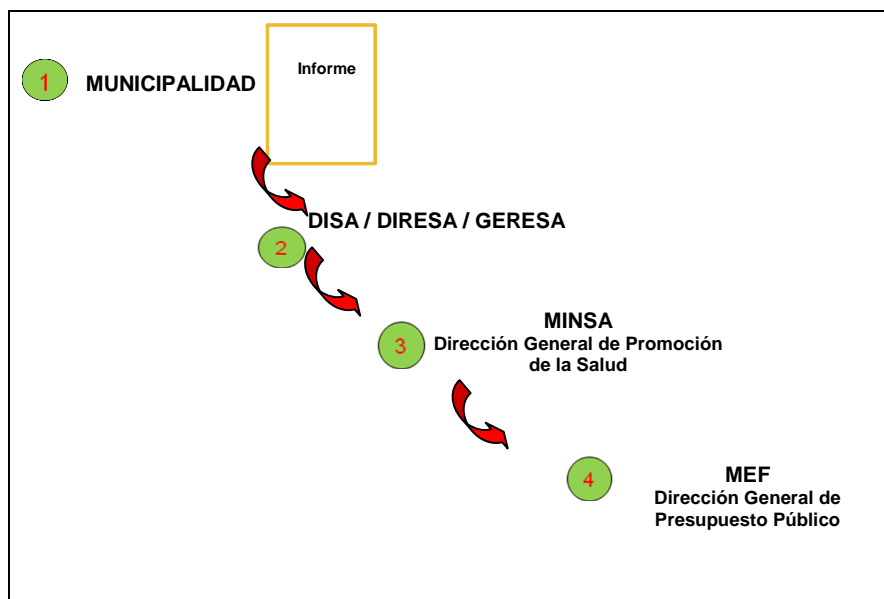 Informe
1
MUNICIPALIDAD
DISA / DIRESA / GERESA
2
MINSA
3
Dirección General de Promoción
de la Salud
MEF
4
Dirección General de
Presupuesto Público